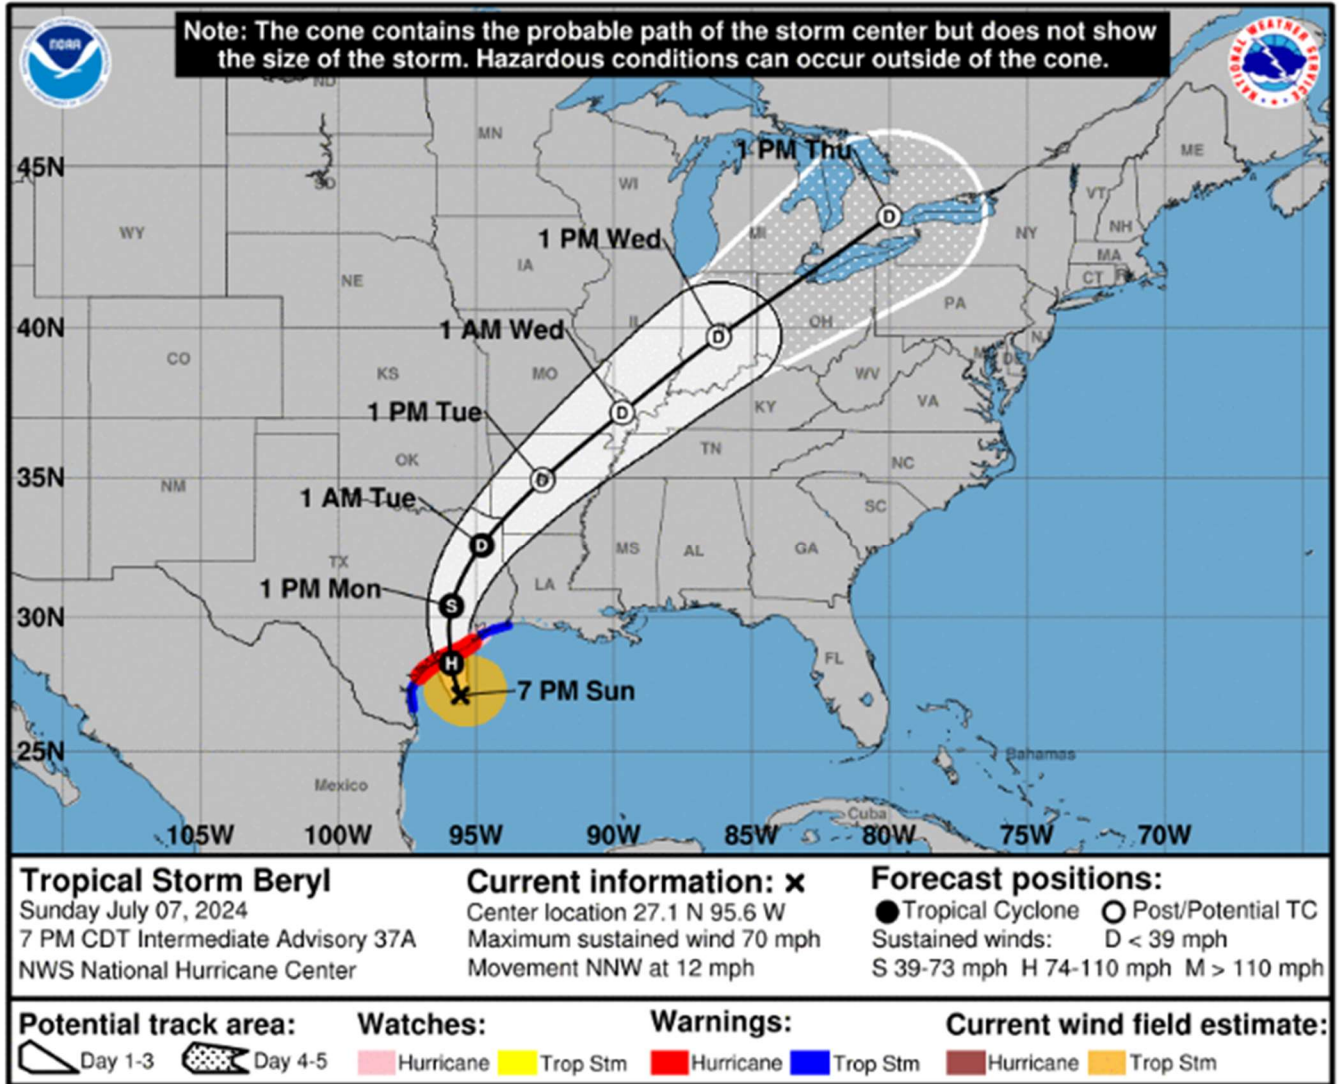 Note: The cone contains the probable path of the storm center but does not show
the size of the storm. Hazardous conditions can occur outside of the cone.
NOAA
NATIONAL WEATHER SERVICE
ND
MN
1 PM Thu
ME
45N
SD
WI
VT
WY
1 PM Wed
MI
NY
NH
IA
MA
NE
CT
1 AM Wed
IL
OH
PA
40N
NJ
CO
KS
MO
WV
DE
VA
1 PM Tue
KY
TN
OK
NC
35N
NM
1 AM Tue
SC
TX
MS
AL
GA
1 PM Mon
LA
30N
FL
7 PM Sun
25N
Bahamas
Mexico
Cuba
105W 100W 95W 90W 85W 80W 75W 70W
D
D
D
D
D
S
H
Tropical Storm Beryl
Sunday July 07, 2024
7 PM CDT Intermediate Advisory 37A
NWS National Hurricane Center
Current information: x
Center location 27.1 N 95.6 W
Maximum sustained wind 70 mph
Movement NNW at 12 mph
Forecast positions:
Tropical Cyclone Post/Potential TC
Sustained winds: D < 39 mph
S 39-73 mph H 74-110 mph M > 110 mph
Potential track area:
Day 1-3 Day 4-5
Watches:
Hurricane Trop Stm
Warnings:
Hurricane Trop Stm
Current wind field estimate:
Hurricane Trop Stm